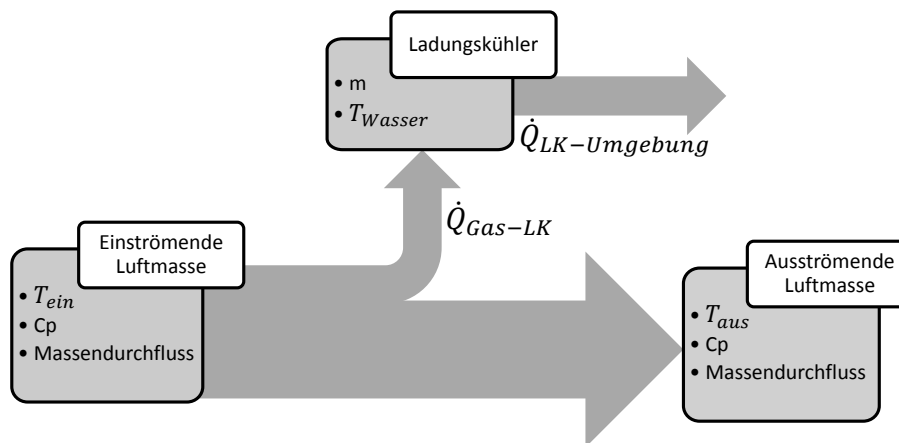 Ladungskühler
• m
• T_Wasser
Q̇_LK−Umgebung
Q̇_Gas−LK
Einströmende
Luftmasse
• T_ein
• Cp
• Massendurchfluss
Ausströmende
Luftmasse
• T_aus
• Cp
• Massendurchfluss